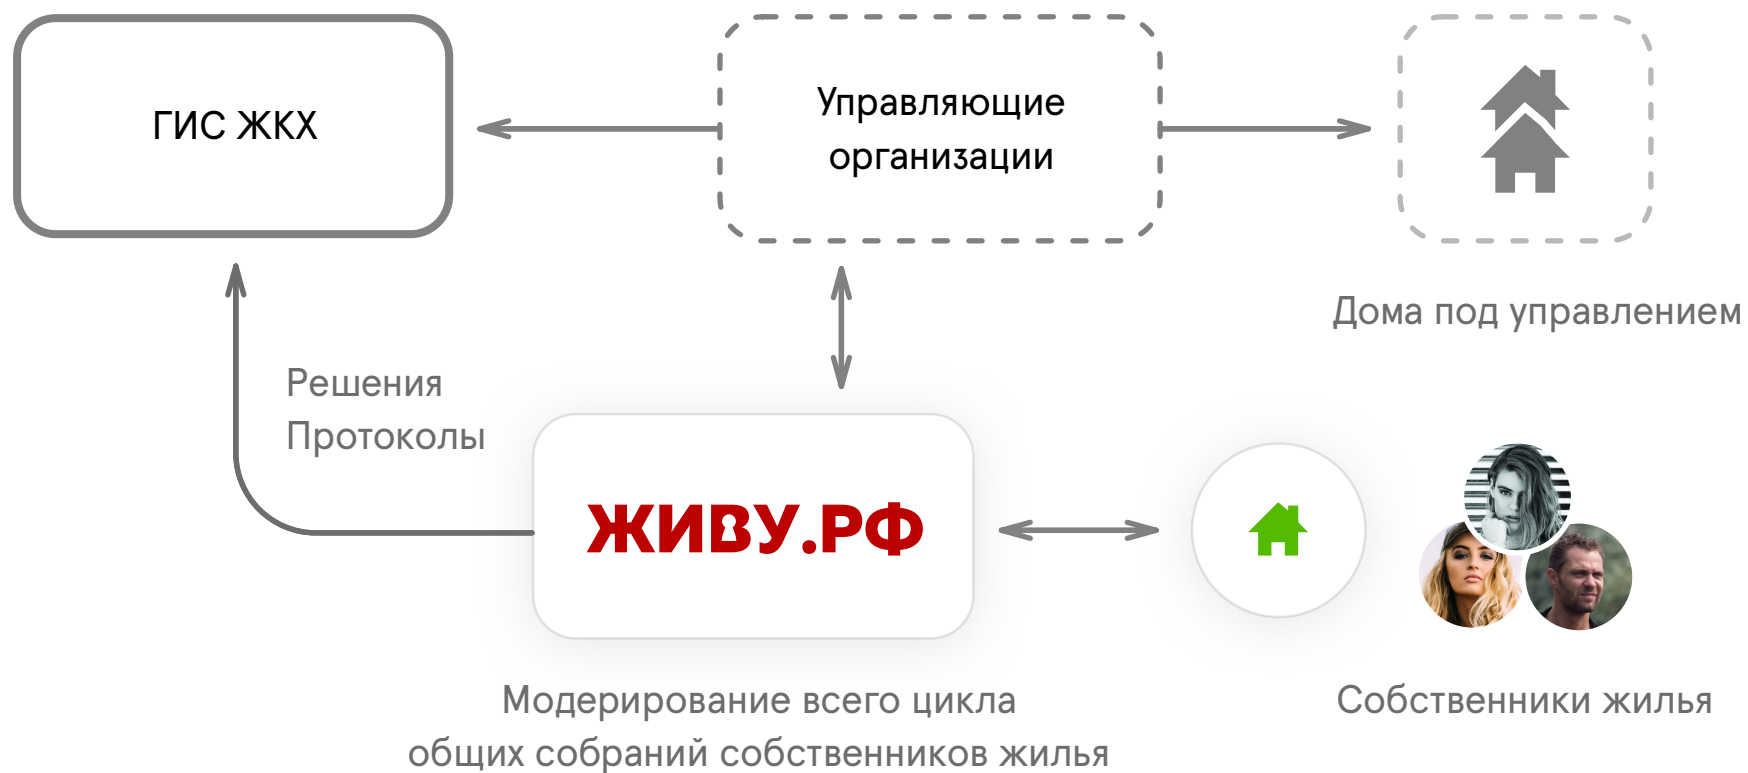 ГИС ЖКХ
Управляющие
организации
Дома под управлением
Решения
Протоколы
ЖИВУ.РФ
Модерирование всего цикла
общих собраний собственников жилья
Собственники жилья